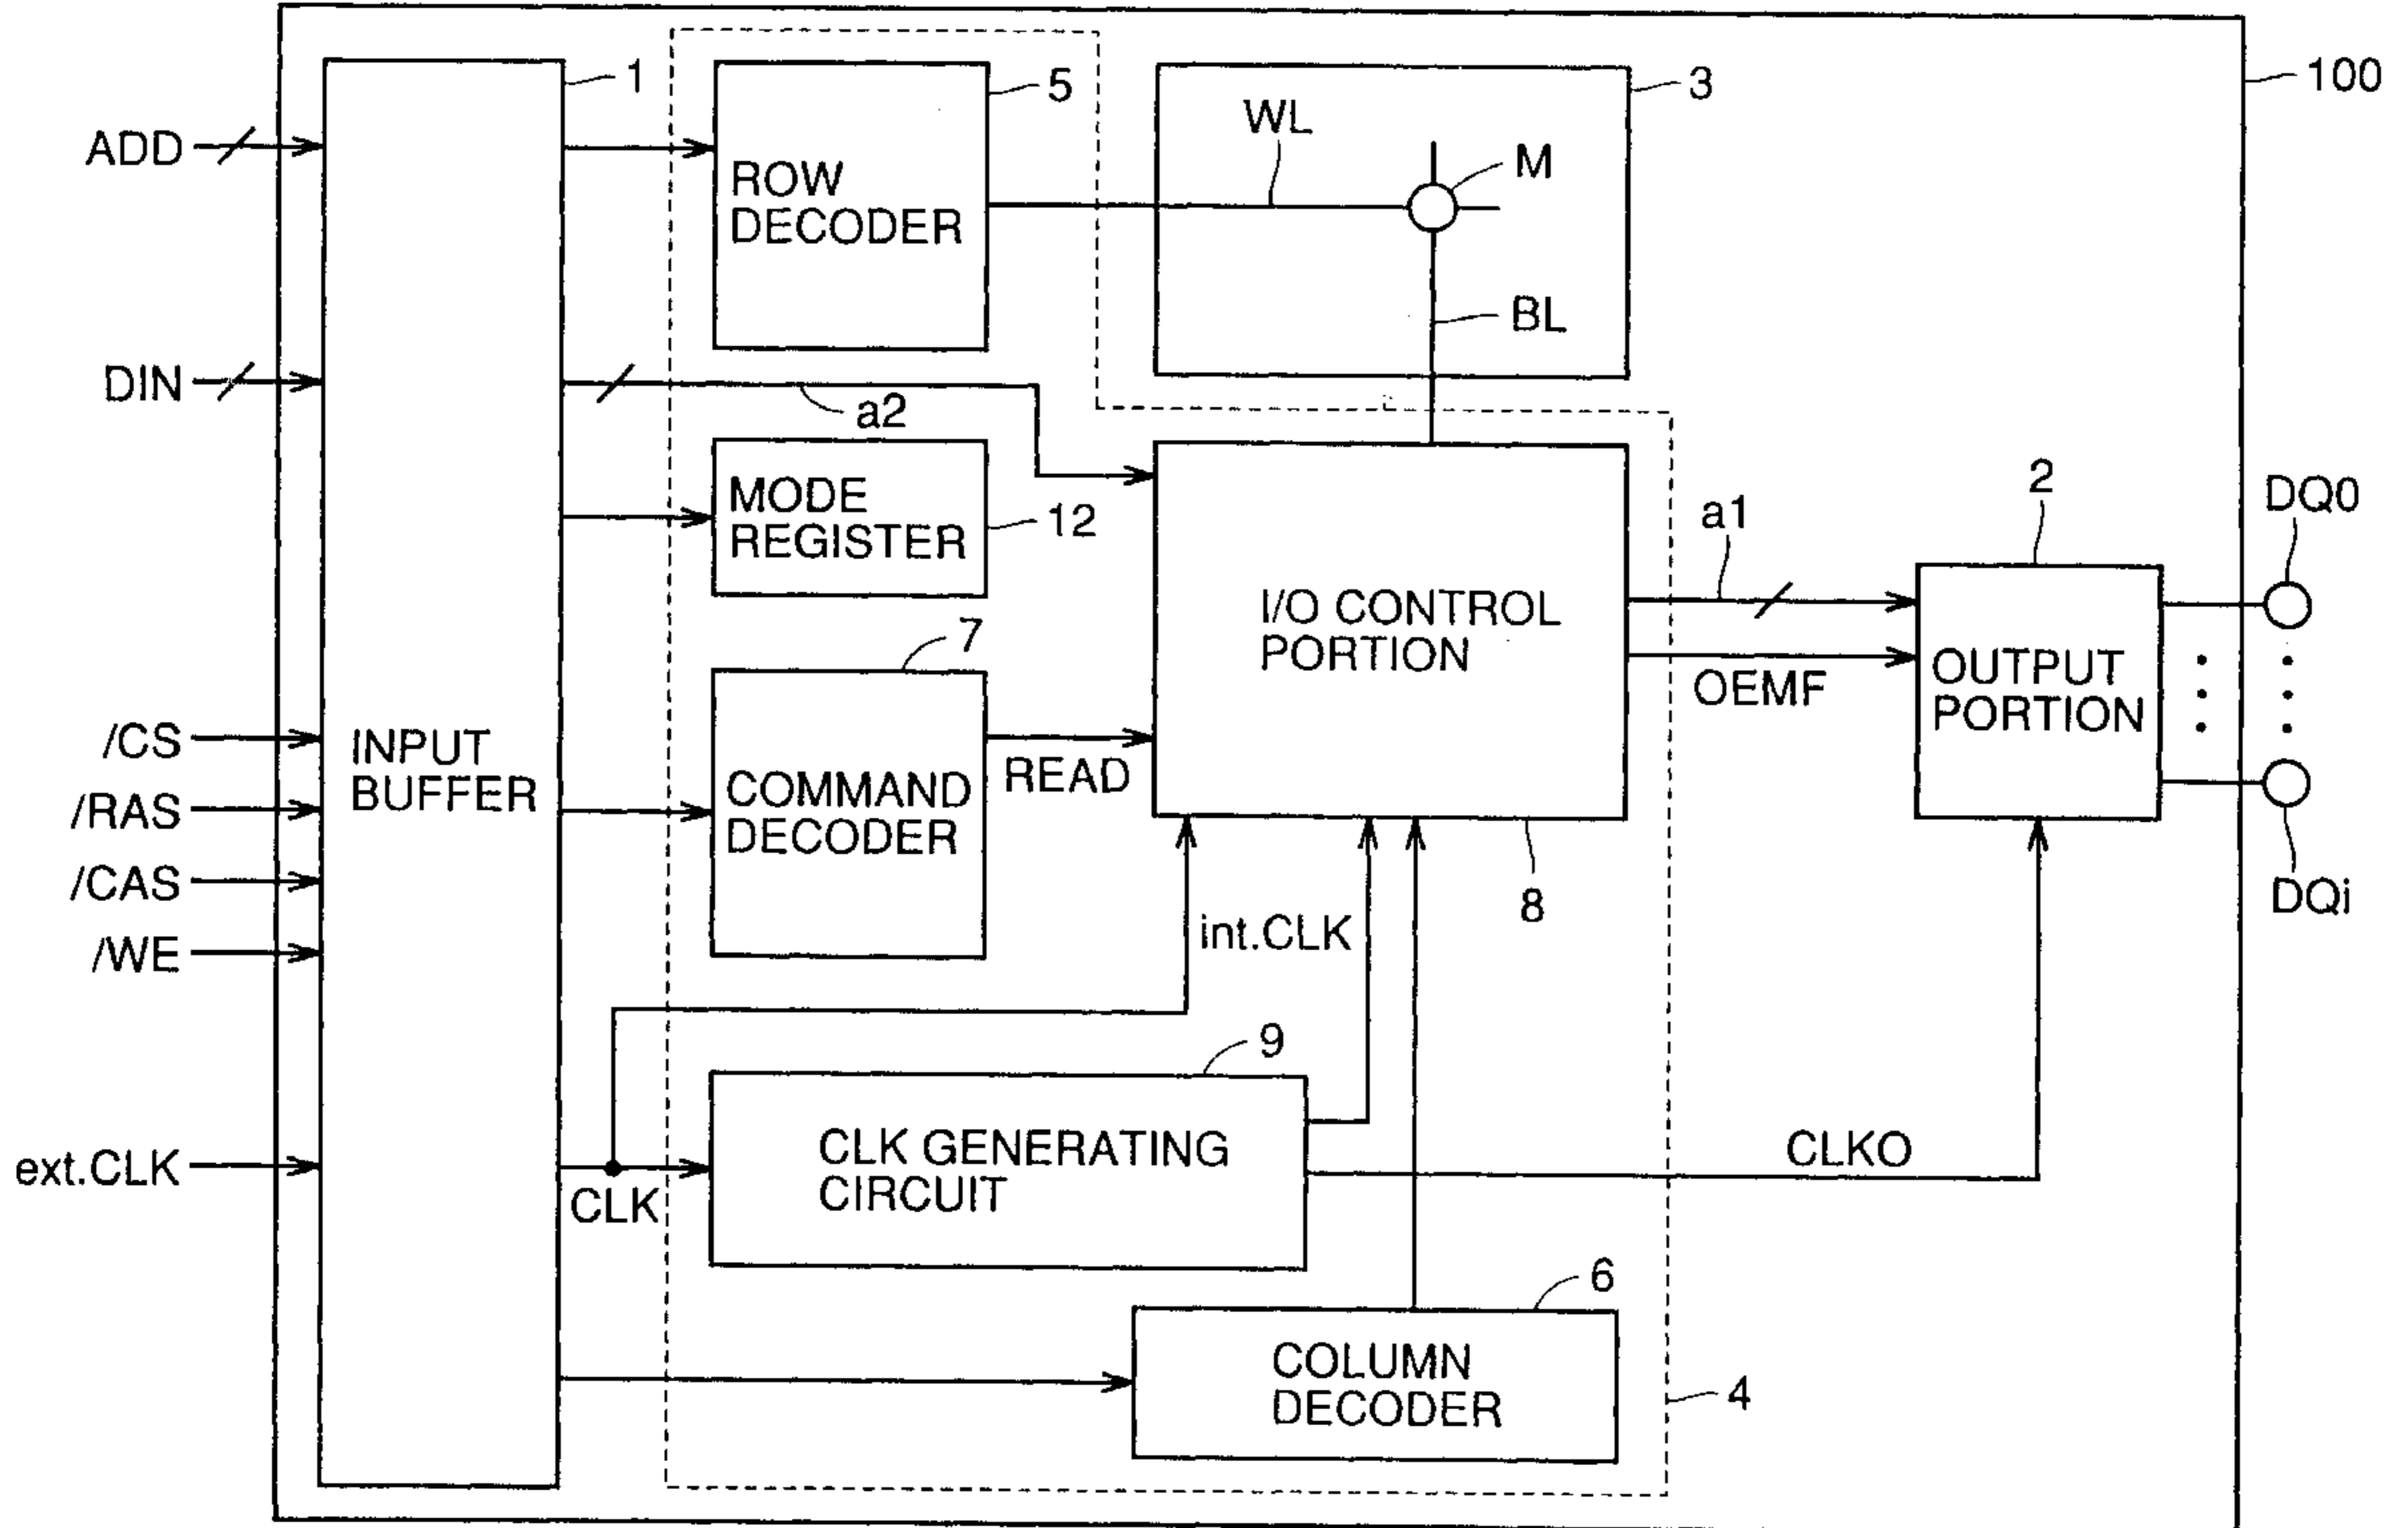 1
5
3
100
WL
M
ADD
ROW
DECODER
BL
DIN
a2
MODE
REGISTER
12
a1
2
DQ0
I/O CONTROL
PORTION
7
OEMF
OUTPUT
PORTION
/CS
INPUT
BUFFER
READ
/RAS
COMMAND
DECODER
/CAS
8
DQi
/WE
int.CLK
9
ext.CLK
CLK
CLK GENERATING
CIRCUIT
CLKO
6
COLUMN
DECODER
4